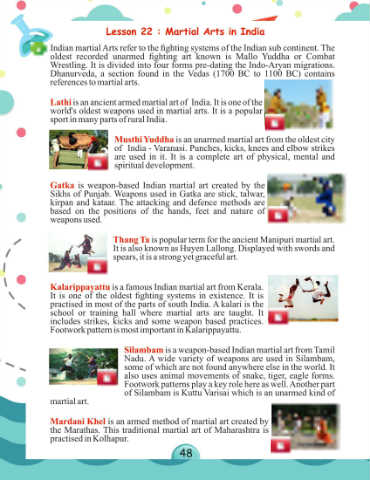 Lesson 22 : Martial Arts in India
Indian martial Arts refer to the fighting systems of the Indian sub continent. The
oldest recorded unarmed fighting art known is Mallo Yuddha or Combat
Wrestling. It is divided into four forms pre-dating the Indo-Aryan migrations.
Dhanurveda, a section found in the Vedas (1700 BC to 1100 BC) contains
references to martial arts.
Lathi is an ancient armed martial art of India. It is one of the
world's oldest weapons used in martial arts. It is a popular
sport in many parts of rural India.
Musthi Yuddha is an unarmed martial art from the oldest city
of India - Varanasi. Punches, kicks, knees and elbow strikes
are used in it. It is a complete art of physical, mental and
spiritual development.
Gatka is weapon-based Indian martial art created by the
Sikhs of Punjab. Weapons used in Gatka are stick, talwar,
kirpan and kataar. The attacking and defence methods are
based on the positions of the hands, feet and nature of
weapons used.
Thang Ta is popular term for the ancient Manipuri martial art.
It is also known as Huyen Lallong. Displayed with swords and
spears, it is a strong yet graceful art.
Kalarippayattu is a famous Indian martial art from Kerala.
It is one of the oldest fighting systems in existence. It is
practised in most of the parts of south India. A kalari is the
school or training hall where martial arts are taught. It
includes strikes, kicks and some weapon based practices.
Footwork pattern is most important in Kalarippayattu.
Silambam is a weapon-based Indian martial art from Tamil
Nadu. A wide variety of weapons are used in Silambam,
some of which are not found anywhere else in the world. It
also uses animal movements of snake, tiger, eagle forms.
Footwork patterns play a key role here as well. Another part
of Silambam is Kuttu Varisai which is an unarmed kind of
martial art.
Mardani Khel is an armed method of martial art created by
the Marathas. This traditional martial art of Maharashtra is
practised in Kolhapur.
48